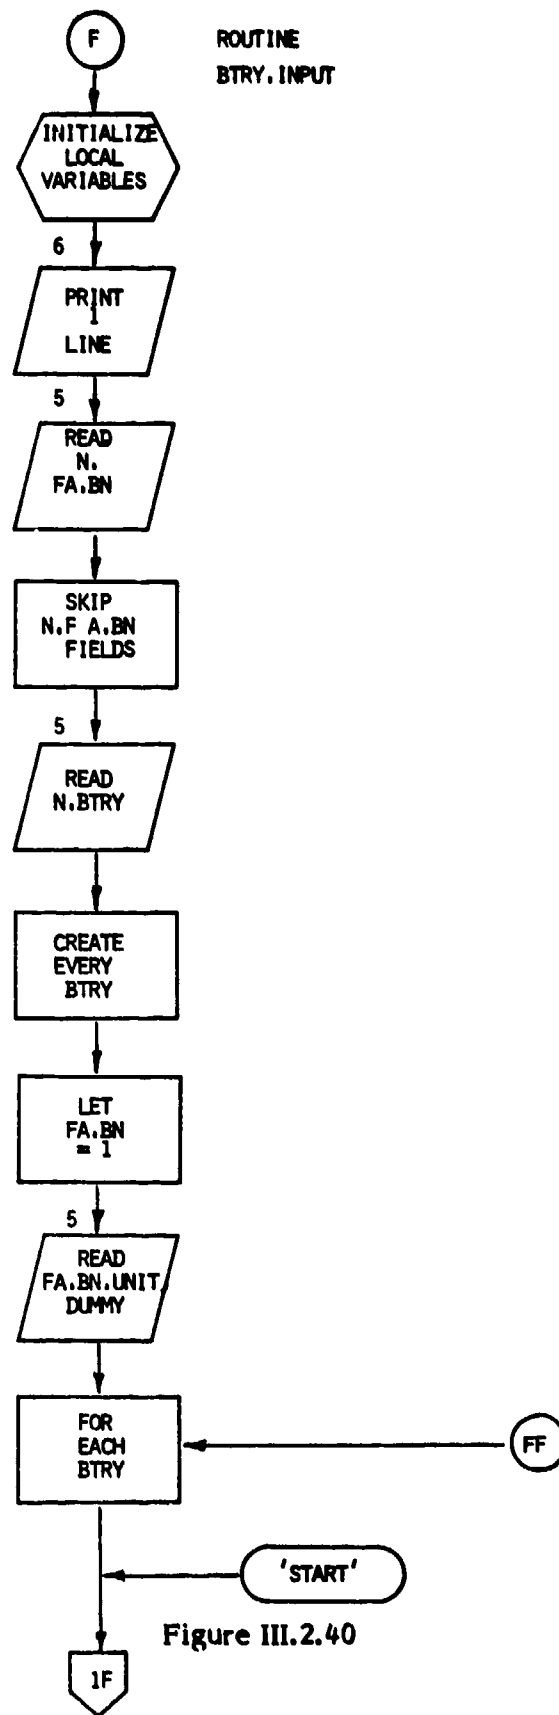 F
ROUTINE
BTRY.INPUT
INITIALIZE
LOCAL
VARIABLES
6
PRINT
1
LINE
5
READ
N.
FA.BN
SKIP
N.F A.BN
FIELDS
5
READ
N.BTRY
CREATE
EVERY
BTRY
LET
FA.BN
= 1
5
READ
FA.BN.UNIT,
DUMMY
FOR
EACH
BTRY
FF
'START'
Figure III.2.40
1F